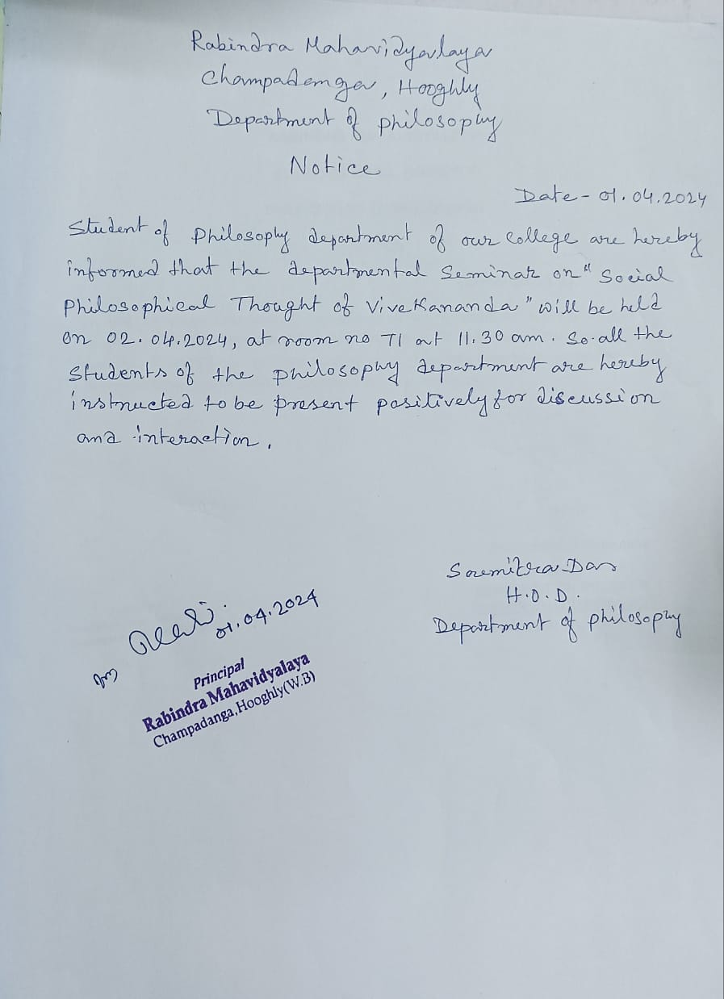 Rabindra Mahavidyalaya
Champadanga, Hooghly
Department of Philosophy
Notice
Date - 01.04.2024
Student of Philosophy department of our College are hereby
informed that the departmental Seminar on "Social
Philosophical Thought of Vivekananda" will be held
on 02.04.2024, at room no T1 at 11.30 am. So all the
Students of the Philosophy department are hereby
instructed to be present positively for discussion
and interaction.
Soumitra Das
H.O.D.
Department of Philosophy
01.04.2024
Principal
Rabindra Mahavidyalaya
Champadanga,Hooghly(W.B)